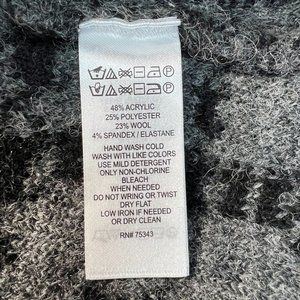 48% ACRYLIC
25% POLYESTER
23% WOOL
4% SPANDEX / ELASTANE
HAND WASH COLD
WASH WITH LIKE COLORS
USE MILD DETERGENT
ONLY NON-CHLORINE
BLEACH
WHEN NEEDED
DO NOT WRING OR TWIST
DRY FLAT
LOW IRON IF NEEDED
OR DRY CLEAN
RN# 75343